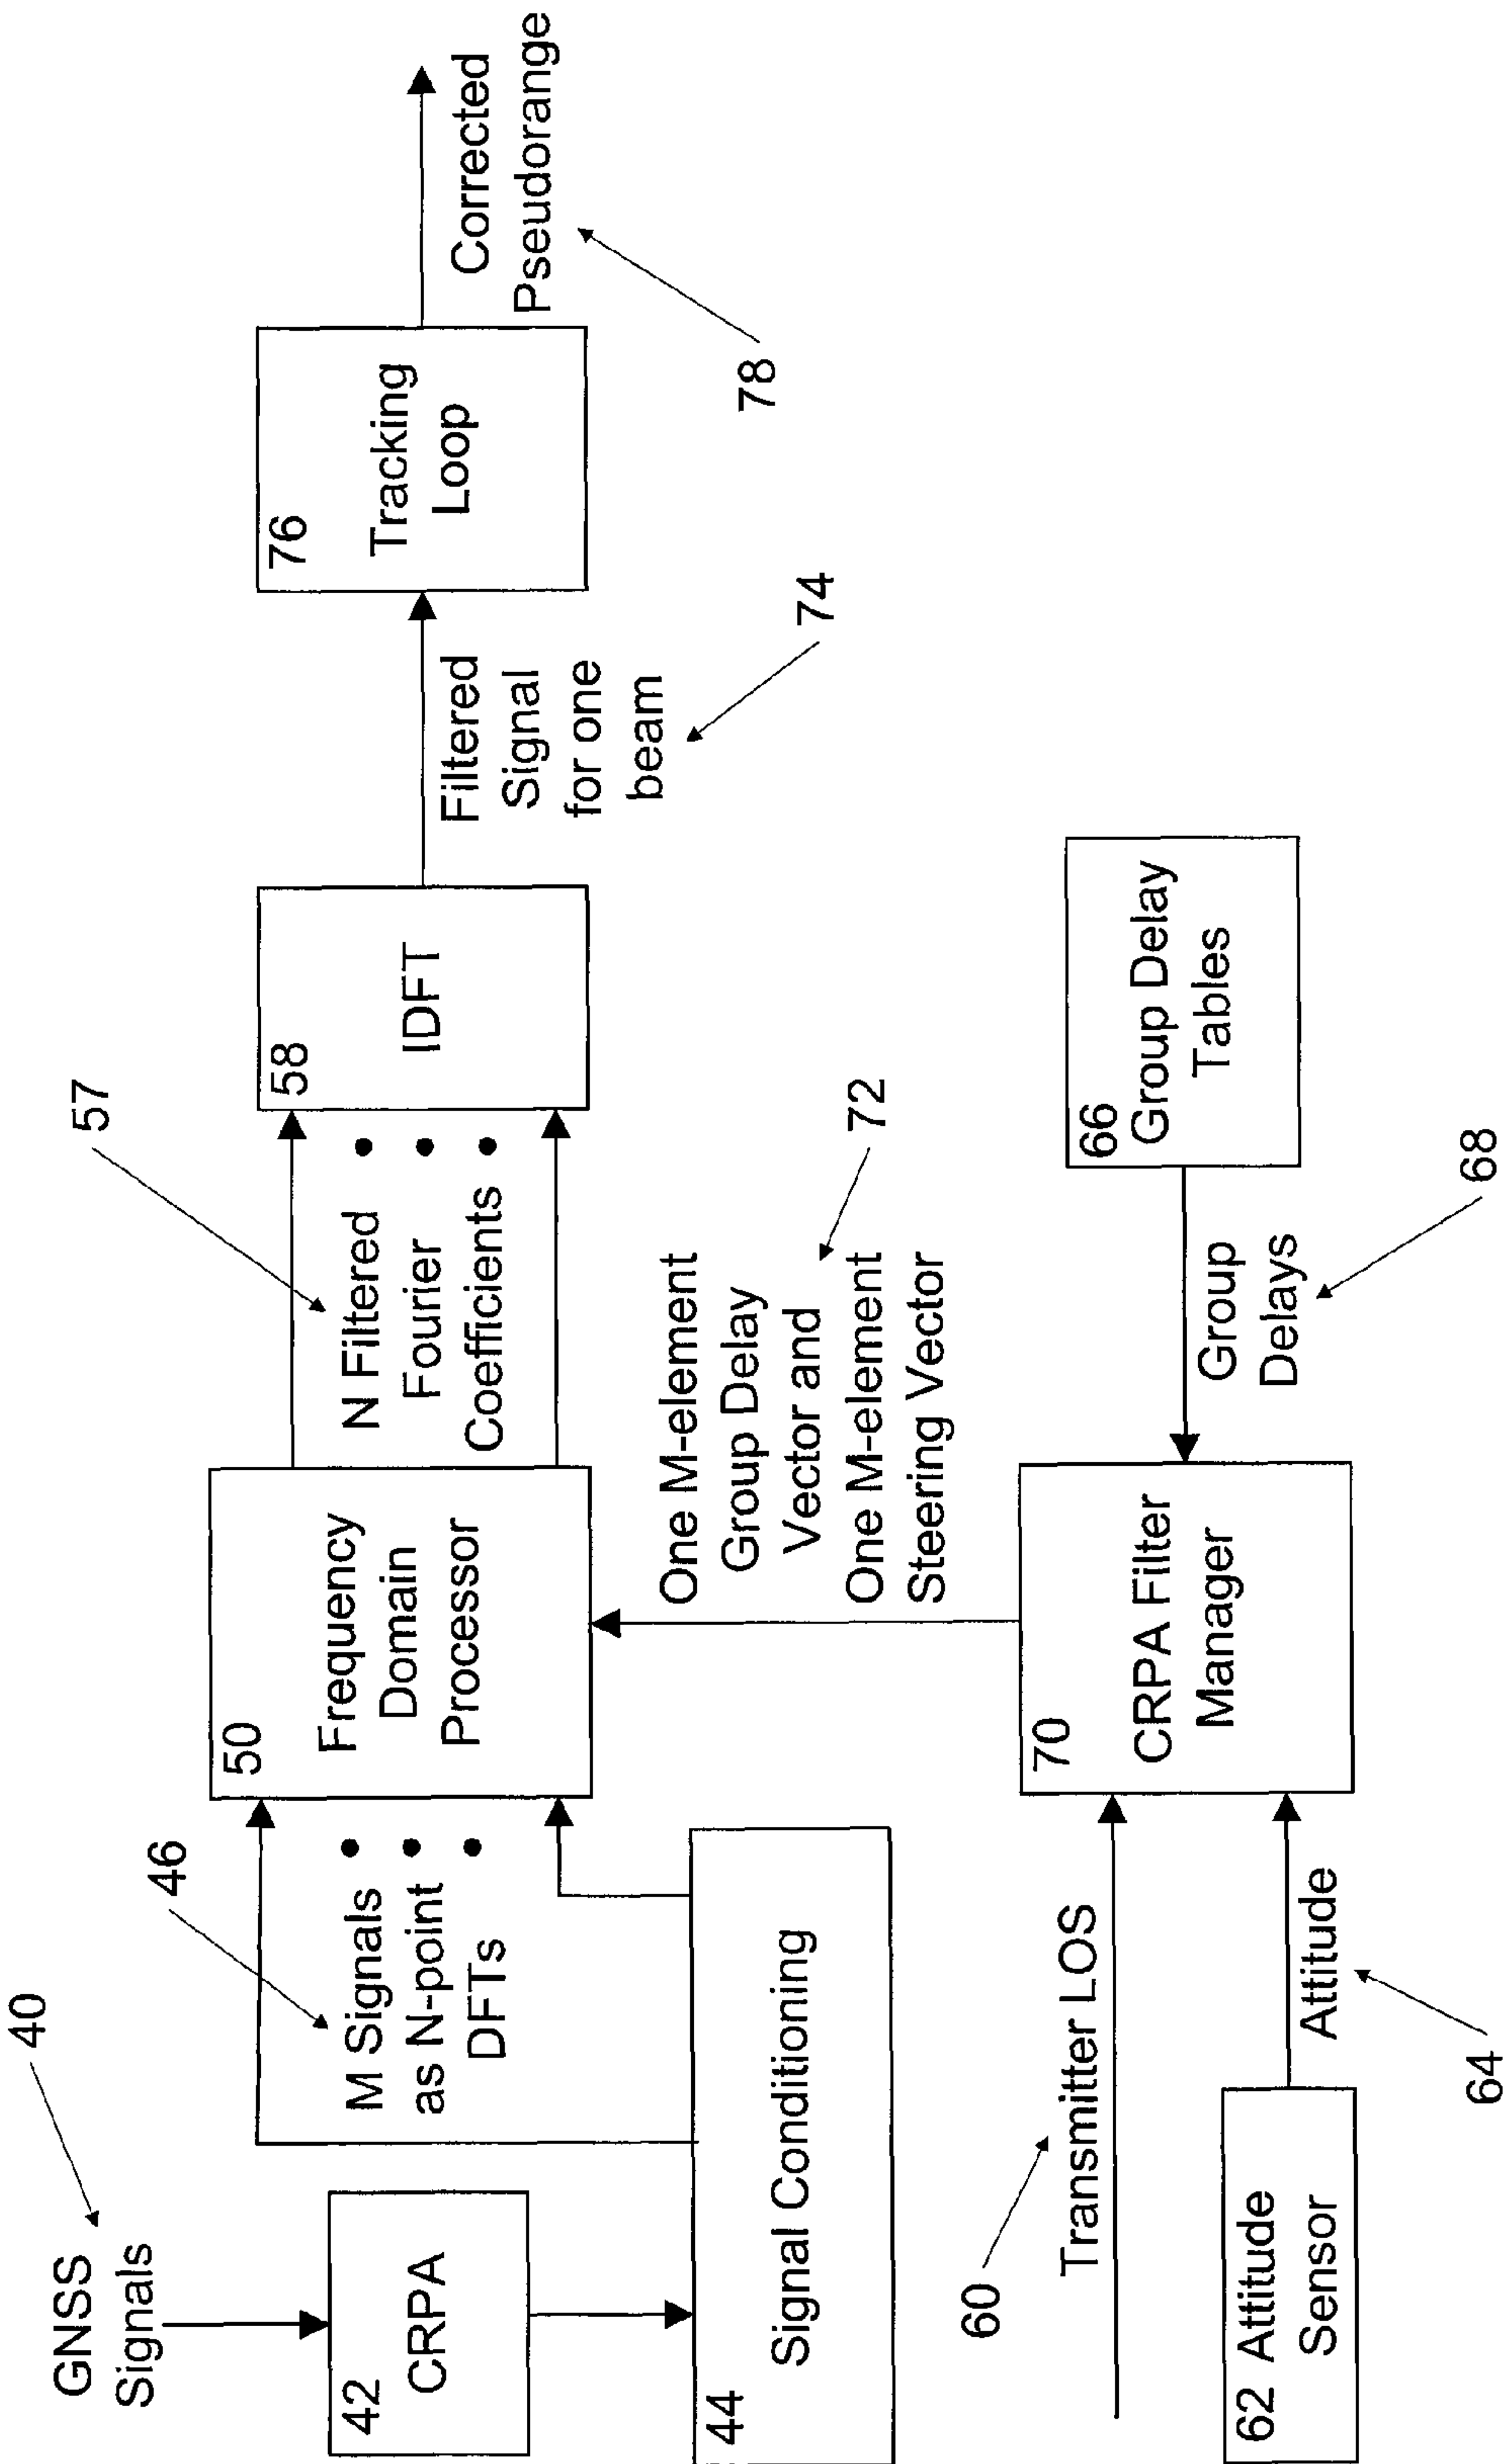 GNSS
Signals
40
42
CRPA
44
Signal Conditioning
46
M Signals
as N-point
DFTs
50
Frequency
Domain
Processor
57
N Filtered
Fourier
Coefficients
58
IDFT
Filtered
Signal
for one
beam
74
76
Tracking
Loop
Corrected
Pseudorange
78
60
Transmitter LOS
62 Attitude
Sensor
Attitude
64
70
CRPA Filter
Manager
One M-element
Group Delay
Vector and
One M-element
Steering Vector
72
Group
Delays
68
66
Group Delay
Tables